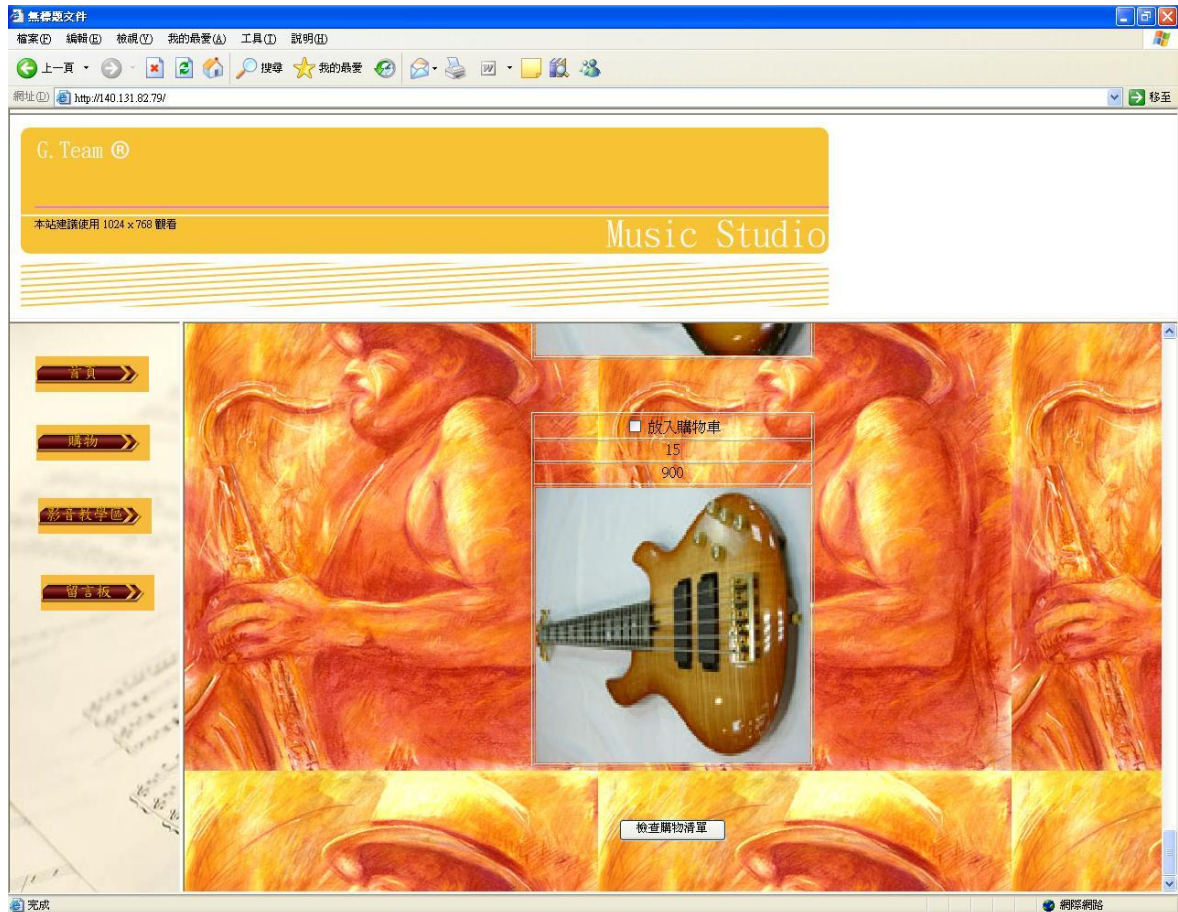 無標題文件
檔案(F) 編輯(E) 檢視(V) 我的最愛(A) 工具(T) 說明(H)
上一頁 搜尋 我的最愛
網址(D) http://140.131.82.79/ 移至
G.Team ®
本站建議使用 1024 x 768 觀看
Music Studio
首頁
購物
影音教學區
留言板
放入購物車
15
900
檢查購物清單
完成 網際網路